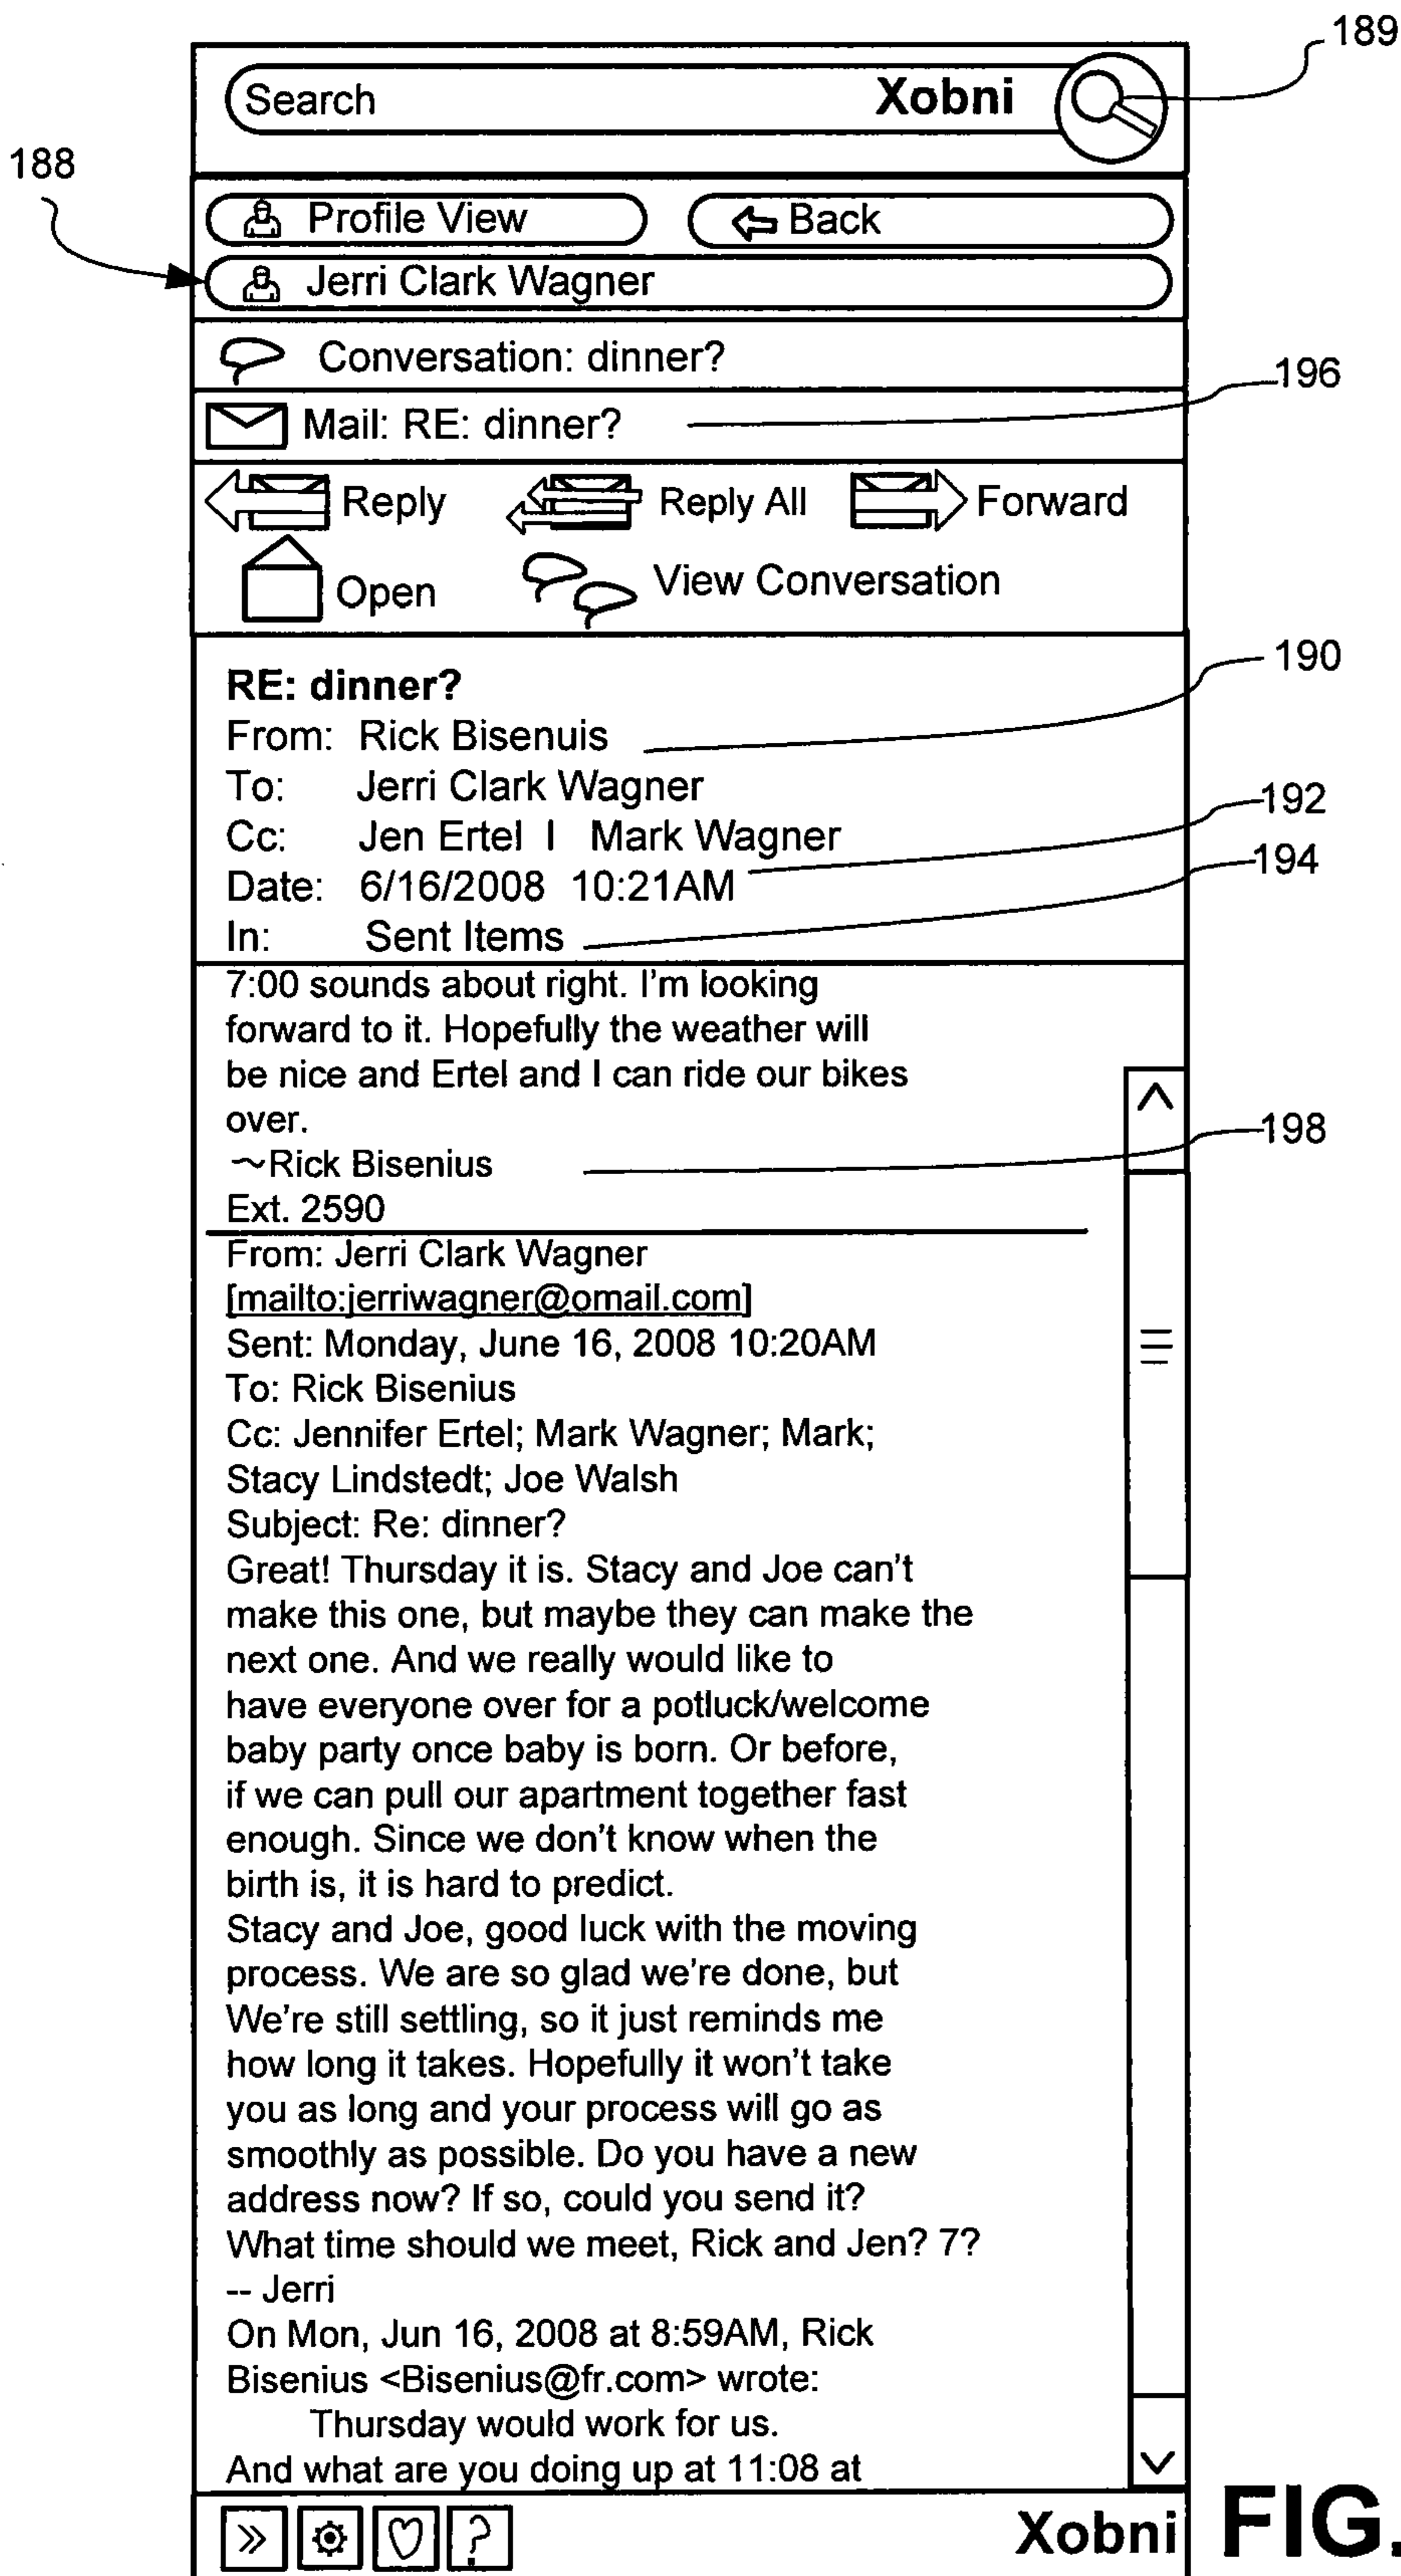 189
Search Xobni
188
Profile View Back
Jerri Clark Wagner
Conversation: dinner?
196
Mail: RE: dinner?
Reply Reply All Forward
Open View Conversation
190
RE: dinner?
From: Rick Bisenuis
To: Jerri Clark Wagner
192
Cc: Jen Ertel | Mark Wagner
194
Date: 6/16/2008 10:21AM
In: Sent Items
7:00 sounds about right. I'm looking
forward to it. Hopefully the weather will
be nice and Ertel and I can ride our bikes
over.
198
~Rick Bisenius
Ext. 2590
From: Jerri Clark Wagner
[mailto:jerriwagner@omail.com]
Sent: Monday, June 16, 2008 10:20AM
To: Rick Bisenius
Cc: Jennifer Ertel; Mark Wagner; Mark;
Stacy Lindstedt; Joe Walsh
Subject: Re: dinner?
Great! Thursday it is. Stacy and Joe can't
make this one, but maybe they can make the
next one. And we really would like to
have everyone over for a potluck/welcome
baby party once baby is born. Or before,
if we can pull our apartment together fast
enough. Since we don't know when the
birth is, it is hard to predict.
Stacy and Joe, good luck with the moving
process. We are so glad we're done, but
We're still settling, so it just reminds me
how long it takes. Hopefully it won't take
you as long and your process will go as
smoothly as possible. Do you have a new
address now? If so, could you send it?
What time should we meet, Rick and Jen? 7?
-- Jerri
On Mon, Jun 16, 2008 at 8:59AM, Rick
Bisenius <Bisenius@fr.com> wrote:
Thursday would work for us.
And what are you doing up at 11:08 at
» ? Xobni
FIG.